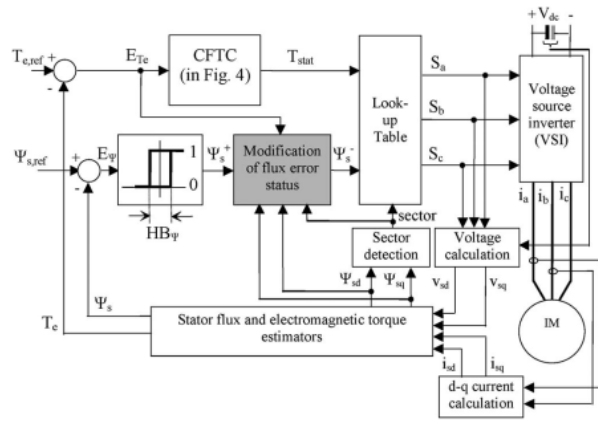 + V_dc -
T_e,ref + -
E_Te
CFTC
(in Fig. 4)
T_stat
Look-
up
Table
S_a
S_b
S_c
Voltage
source
inverter
(VSI)
Ψ_s,ref + -
E_Ψ
1
0
HB_Ψ
Ψ_s^+
Modification
of flux error
status
Ψ_s^-
sector
i_a i_b i_c
Sector
detection
Voltage
calculation
Ψ_sd Ψ_sq
v_sd v_sq
Ψ_s
T_e
Stator flux and electromagnetic torque
estimators
IM
i_sd i_sq
d-q current
calculation